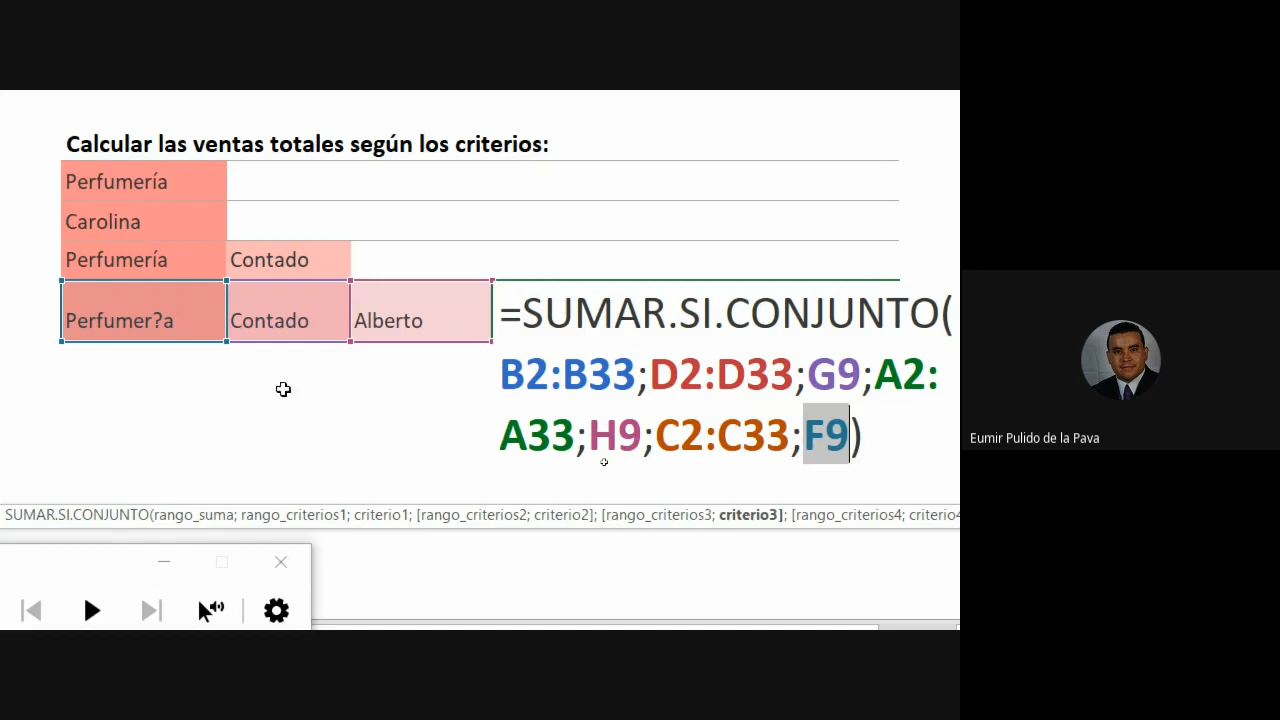 Calcular las ventas totales según los criterios:
Perfumería
Carolina
Perfumería Contado
Perfumer?a Contado Alberto
=SUMAR.SI.CONJUNTO(
B2:B33;D2:D33;G9;A2:
A33;H9;C2:C33;F9)
SUMAR.SI.CONJUNTO(rango_suma; rango_criterios1; criterio1; [rango_criterios2; criterio2]; [rango_criterios3; criterio3]; [rango_criterios4; criterio4
Eumir Pulido de la Pava